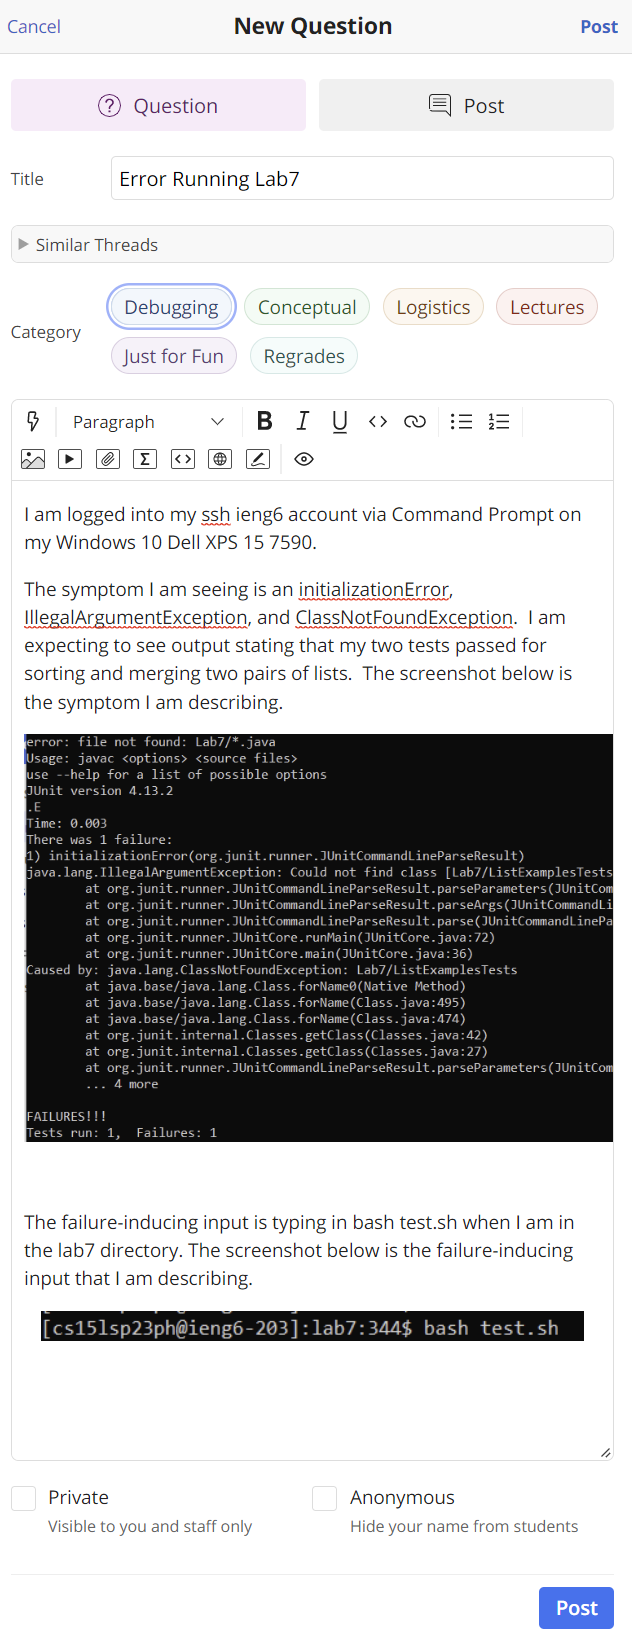 Cancel New Question Post
Question Post
Title Error Running Lab7
Similar Threads
Category
Debugging Conceptual Logistics Lectures
Just for Fun Regrades
Paragraph B I U
I am logged into my ssh ieng6 account via Command Prompt on
my Windows 10 Dell XPS 15 7590.
The symptom I am seeing is an initializationError,
IllegalArgumentException, and ClassNotFoundException.  I am
expecting to see output stating that my two tests passed for
sorting and merging two pairs of lists.  The screenshot below is
the symptom I am describing.
error: file not found: Lab7/*.java
Usage: javac <options> <source files>
use --help for a list of possible options
JUnit version 4.13.2
.E
Time: 0.003
There was 1 failure:
1) initializationError(org.junit.runner.JUnitCommandLineParseResult)
java.lang.IllegalArgumentException: Could not find class [Lab7/ListExamplesTests
at org.junit.runner.JUnitCommandLineParseResult.parseParameters(JUnitCom
at org.junit.runner.JUnitCommandLineParseResult.parseArgs(JUnitCommandLi
at org.junit.runner.JUnitCommandLineParseResult.parse(JUnitCommandLinePa
at org.junit.runner.JUnitCore.runMain(JUnitCore.java:72)
at org.junit.runner.JUnitCore.main(JUnitCore.java:36)
Caused by: java.lang.ClassNotFoundException: Lab7/ListExamplesTests
at java.base/java.lang.Class.forName0(Native Method)
at java.base/java.lang.Class.forName(Class.java:495)
at java.base/java.lang.Class.forName(Class.java:474)
at org.junit.internal.Classes.getClass(Classes.java:42)
at org.junit.internal.Classes.getClass(Classes.java:27)
at org.junit.runner.JUnitCommandLineParseResult.parseParameters(JUnitCom
... 4 more
FAILURES!!!
Tests run: 1,  Failures: 1
The failure-inducing input is typing in bash test.sh when I am in
the lab7 directory. The screenshot below is the failure-inducing
input that I am describing.
[cs15lsp23ph@ieng6-203]:lab7:344$ bash test.sh
Private Anonymous
Visible to you and staff only Hide your name from students
Post